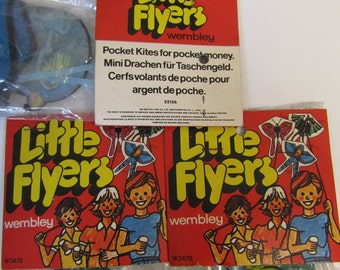 Little
Flyers
wembley
Pocket Kites for pocket money.
Mini Drachen für Taschengeld.
Cerfs volants de poche pour
argent de poche.
Little
Flyers
wembley
Little
Flyers
wembley
W3478